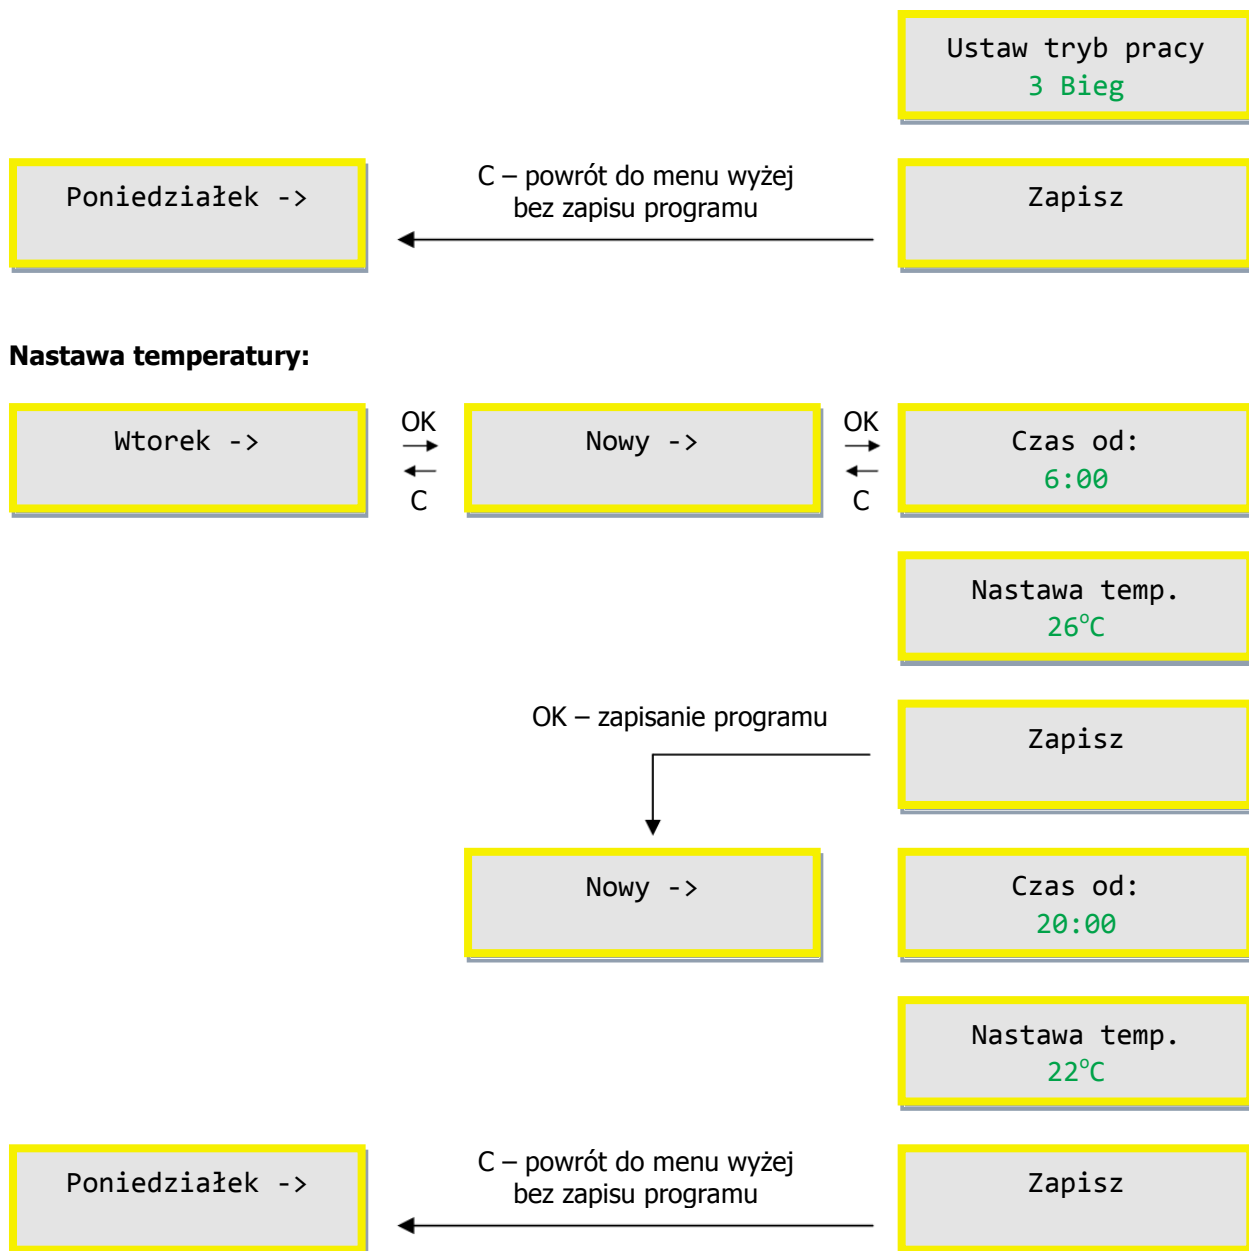 Ustaw tryb pracy
3 Bieg
Poniedziałek ->
C – powrót do menu wyżej
bez zapisu programu
Zapisz
Nastawa temperatury:
Wtorek ->
OK
C
Nowy ->
OK
C
Czas od:
6:00
Nastawa temp.
26°C
OK – zapisanie programu
Zapisz
Nowy ->
Czas od:
20:00
Nastawa temp.
22°C
Poniedziałek ->
C – powrót do menu wyżej
bez zapisu programu
Zapisz